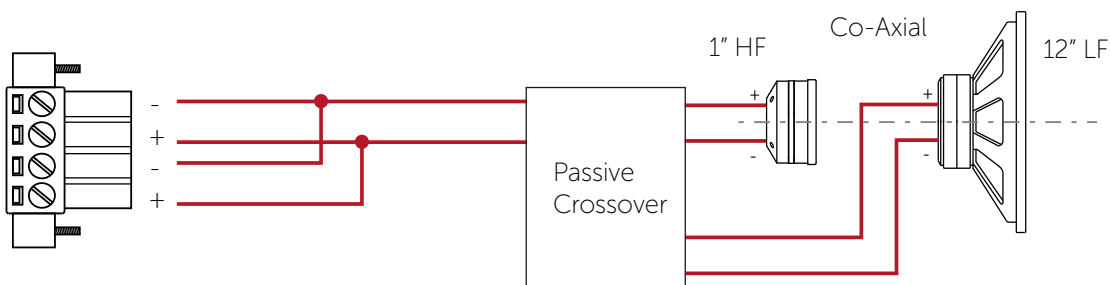 Co-Axial
1” HF
12” LF
-
+
-
+
Passive
Crossover
+
-
+
-